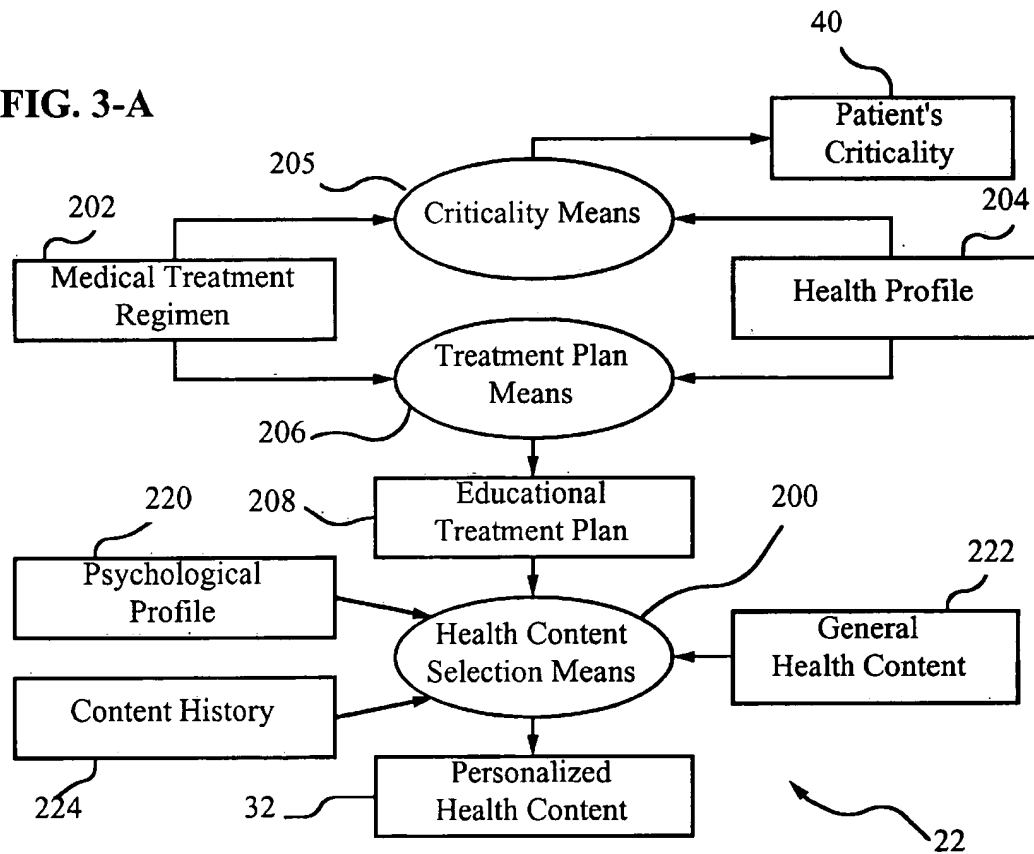 40
FIG. 3-A
Patient's
Criticality
205
202
Criticality Means
204
Medical Treatment
Regimen
Health Profile
Treatment Plan
Means
206
208
Educational
Treatment Plan
200
220
222
Psychological
Profile
Health Content
Selection Means
General
Health Content
Content History
224
32
Personalized
Health Content
22